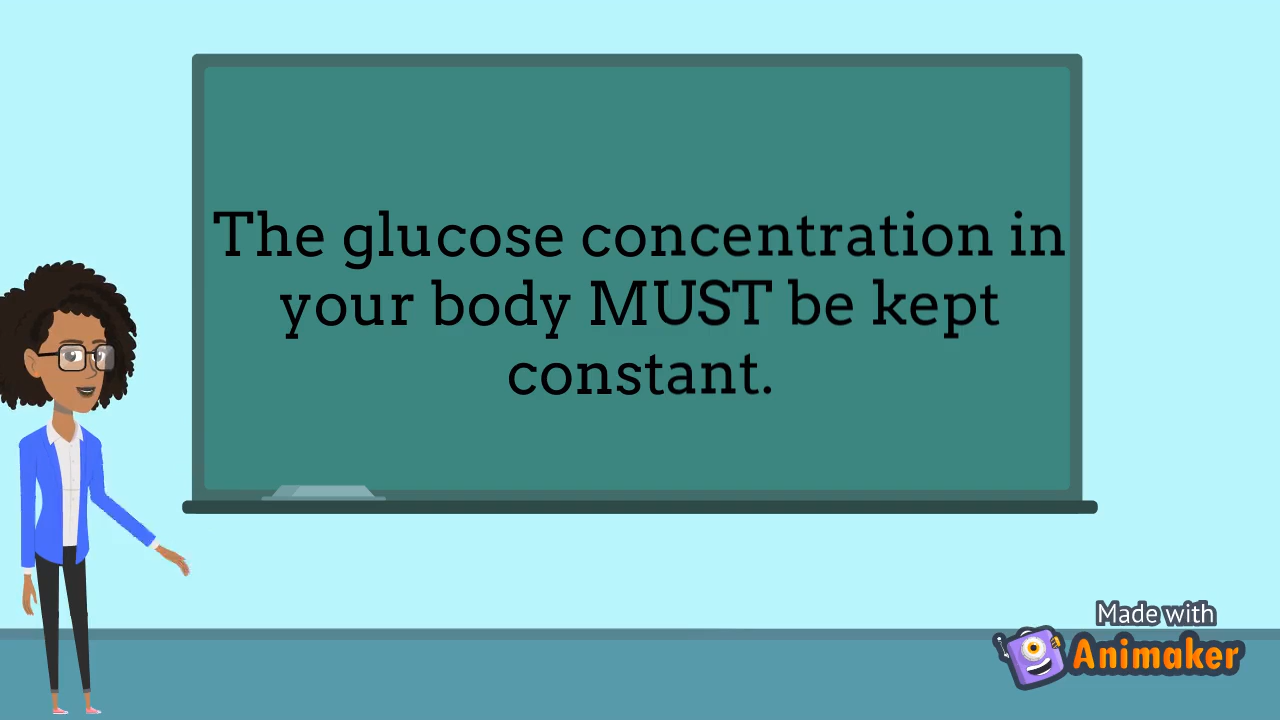 The glucose concentration in
your body MUST be kept
constant.
Made with
Animaker